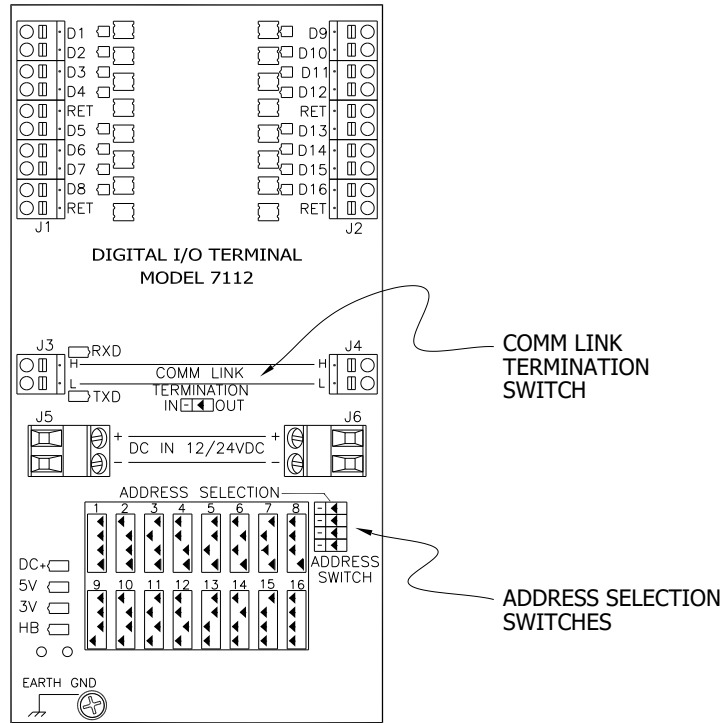 D1
D2
D3
D4
RET
D5
D6
D7
D8
RET
J1
D9
D10
D11
D12
RET
D13
D14
D15
D16
RET
J2
DIGITAL I/O TERMINAL
MODEL 7112
J3
RXD
H
L
TXD
COMM LINK
TERMINATION
IN - OUT
J4
H
L
COMM LINK
TERMINATION
SWITCH
J5
+
-
DC IN 12/24VDC
J6
+
-
ADDRESS SELECTION
1 2 3 4 5 6 7 8
-
-
-
-
ADDRESS
SWITCH
9 10 11 12 13 14 15 16
ADDRESS SELECTION
SWITCHES
DC+
5V
3V
HB
EARTH GND